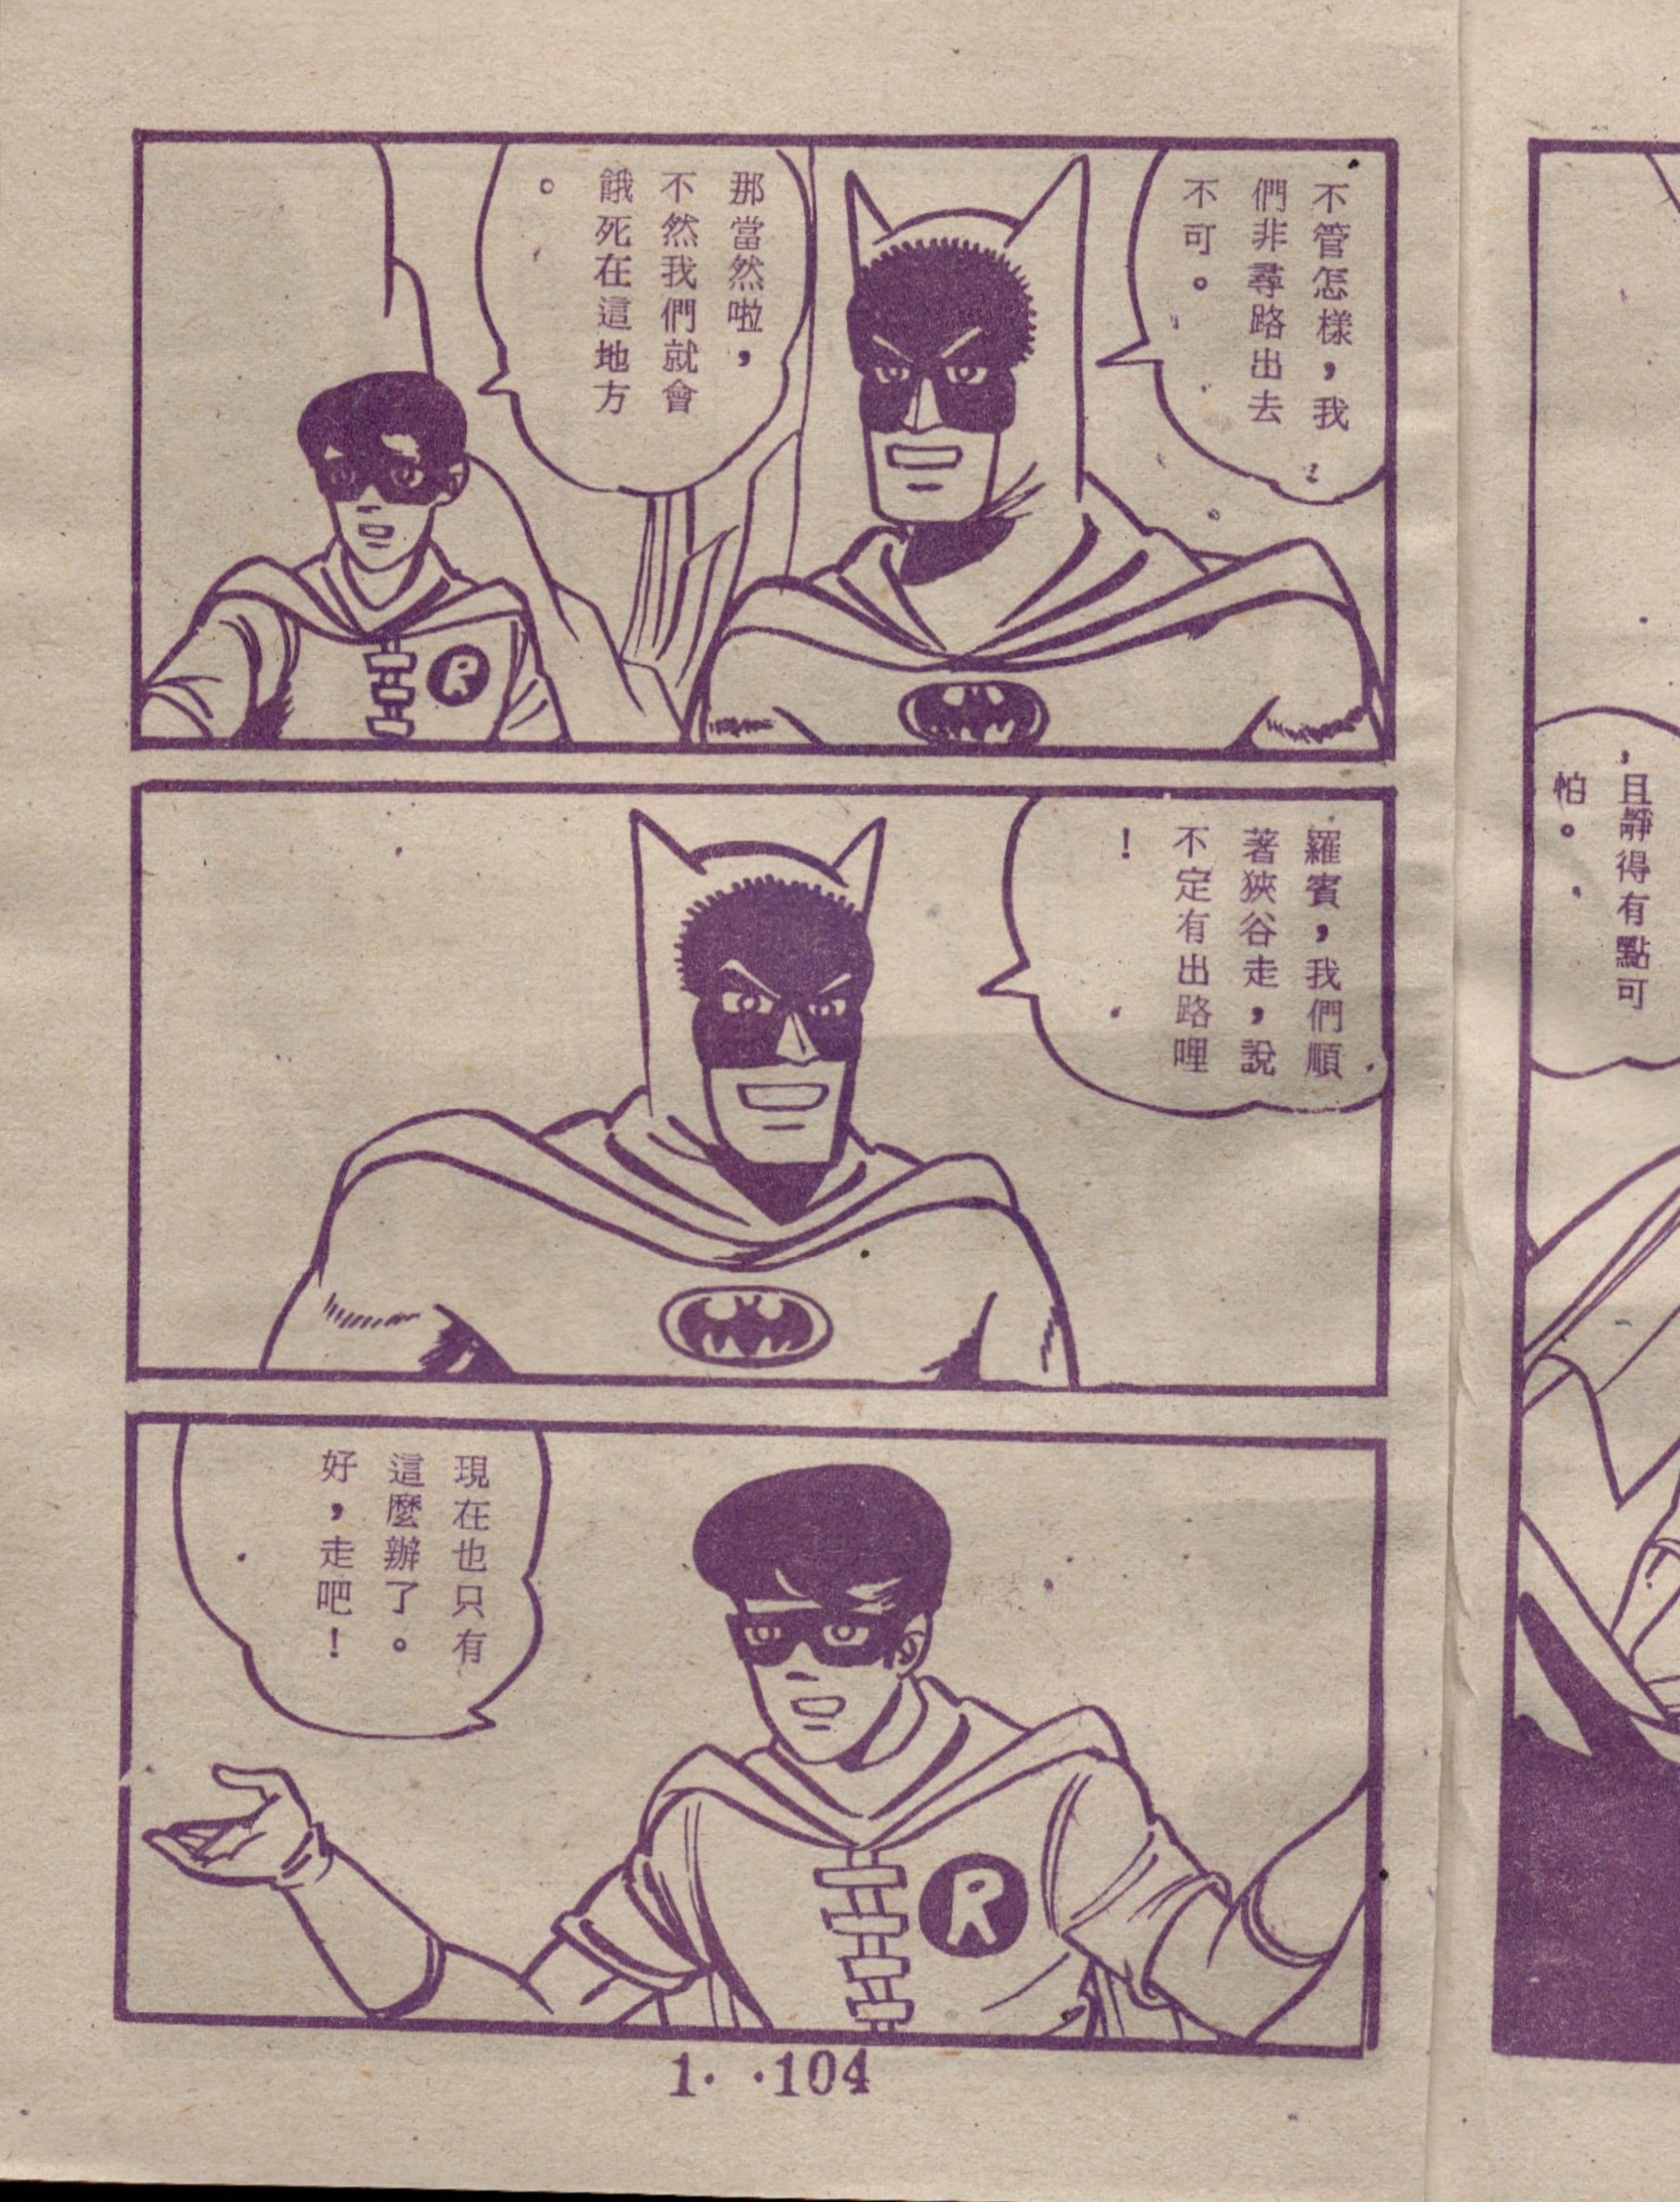 不管怎樣，我
們非尋路出去
不可。
那當然啦，
不然我們就會
餓死在這地方
。
R
羅賓，我們順
著狹谷走，說
不定有出路哩
！
現在也只有
這麼辦了。
好，走吧！
R
1．．104
，且靜得有點可
怕。